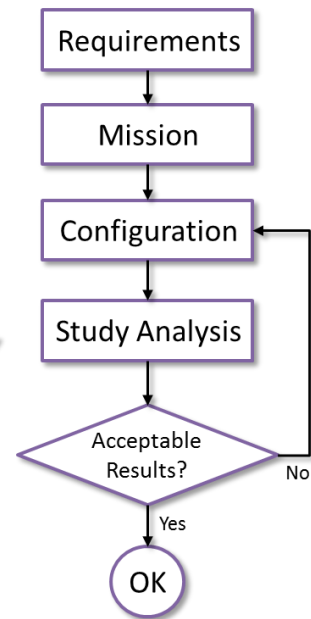 Requirements
Mission
Configuration
Study Analysis
Acceptable
Results?
No
Yes
OK